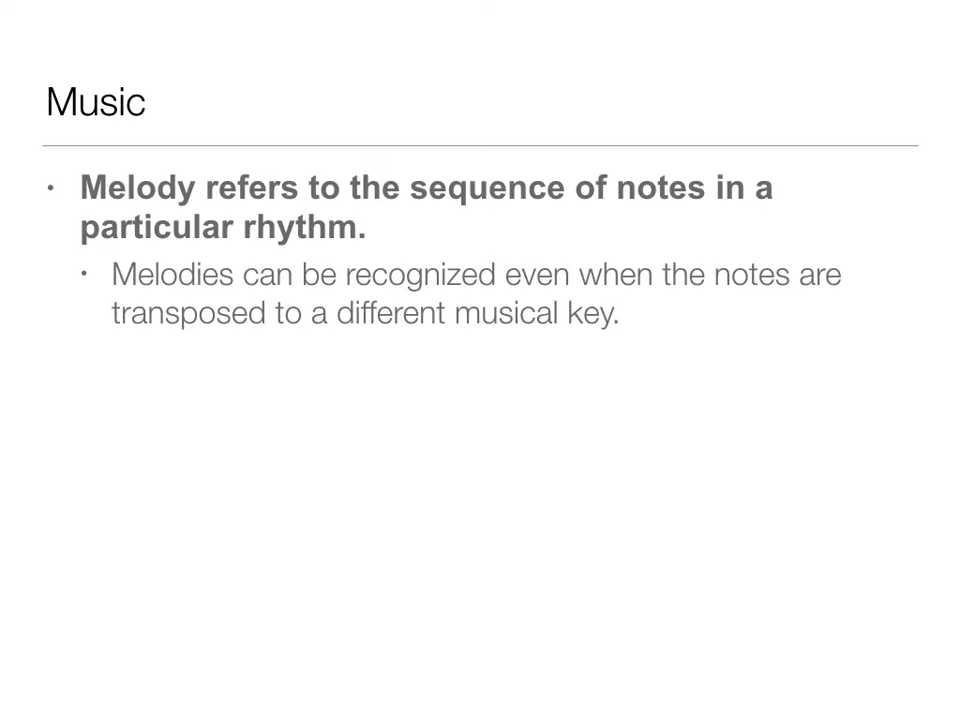 Music
• Melody refers to the sequence of notes in a
particular rhythm.
• Melodies can be recognized even when the notes are
transposed to a different musical key.